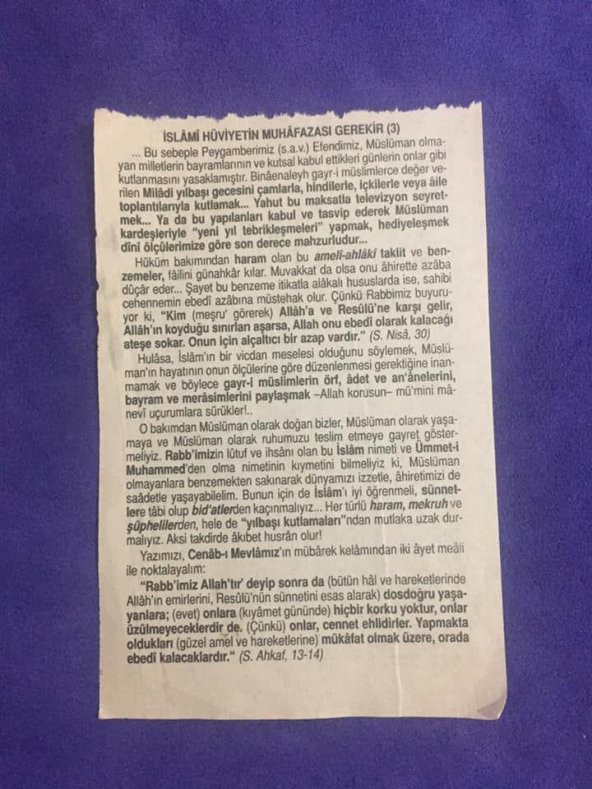 İSLÂMÎ HÜVİYETİN MUHÂFAZASI GEREKİR (3)
... Bu sebeple Peygamberimiz (s.a.v.) Efendimiz, Müslüman olma-
yan milletlerin bayramlarının ve kutsal kabul ettikleri günlerin onlar gibi
kutlanmasını yasaklamıştır. Binâenaleyh gayr-i müslimlerce değer ve-
rilen Milâdî yılbaşı gecesini çamlarla, hindilerle, içkilerle veya âile
toplantılarıyla kutlamak... Yahut bu maksatla televizyon seyret-
mek... Ya da bu yapılanları kabul ve tasvip ederek Müslüman
kardeşleriyle “yeni yıl tebrikleşmeleri” yapmak, hediyeleşmek
dînî ölçülerimize göre son derece mahzurludur...
Hüküm bakımından haram olan bu amelî-ahlâkî taklit ve ben-
zemeler, fâilini günahkâr kılar. Muvakkat da olsa onu âhirette azâba
dûçâr eder... Şayet bu benzeme itikatla alâkalı hususlarda ise, sahibi
cehennemin ebedî azâbına müstehak olur. Çünkü Rabbimiz buyuru-
yor ki, “Kim (meşru’ görerek) Allâh’a ve Resûlü’ne karşı gelir,
Allâh’ın koyduğu sınırları aşarsa, Allah onu ebedî olarak kalacağı
ateşe sokar. Onun için alçaltıcı bir azap vardır.” (S. Nisâ, 30)
Hulâsa, İslâm’ın bir vicdan meselesi olduğunu söylemek, Müslü-
man’ın hayatının onun ölçülerine göre düzenlenmesi gerektiğine inan-
mamak ve böylece gayr-i müslimlerin örf, âdet ve an’ânelerini,
bayram ve merâsimlerini paylaşmak –Allah korusun– mü’mini mâ-
nevî uçurumlara sürükler!..
O bakımdan Müslüman olarak doğan bizler, Müslüman olarak yaşa-
maya ve Müslüman olarak ruhumuzu teslim etmeye gayret göster-
meliyiz. Rabb’imizin lûtuf ve ihsânı olan bu İslâm nimeti ve Ümmet-i
Muhammed’den olma nimetinin kıymetini bilmeliyiz ki, Müslüman
olmayanlara benzemekten sakınarak dünyamızı izzetle, âhiretimizi de
saâdetle yaşayabilelim. Bunun için de İslâm’ı iyi öğrenmeli, sünnet-
lere tâbi olup bid’atlerden kaçınmalıyız... Her türlü haram, mekruh ve
şüphelilerden, hele de “yılbaşı kutlamaları”ndan mutlaka uzak dur-
malıyız. Aksi takdirde âkıbet husrân olur!
Yazımızı, Cenâb-ı Mevlâmız’ın mübârek kelâmından iki âyet meâli
ile noktalayalım:
“Rabb’imiz Allah’tır’ deyip sonra da (bütün hâl ve hareketlerinde
Allâh’ın emirlerini, Resûlü’nün sünnetini esas alarak) dosdoğru yaşa-
yanlara; (evet) onlara (kıyâmet gününde) hiçbir korku yoktur, onlar
üzülmeyeceklerdir de. (Çünkü) onlar, cennet ehlidirler. Yapmakta
oldukları (güzel amel ve hareketlerine) mükâfat olmak üzere, orada
ebedî kalacaklardır.” (S. Ahkaf, 13-14)